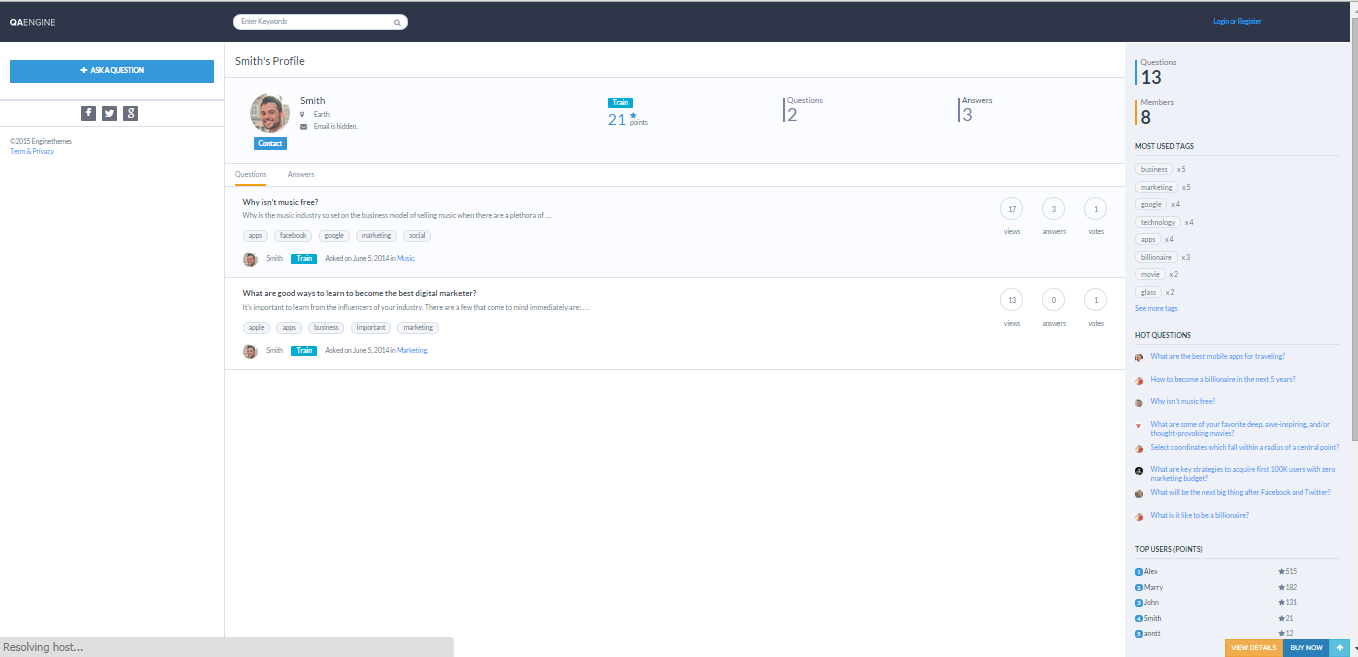 QAENGINE
Enter Keywords
Login or Register
+ ASK A QUESTION
©2015 Enginethemes
Term & Privacy
Smith's Profile
Smith
Earth
Email is hidden.
Contact
Train
21 points
Questions
2
Answers
3
Questions Answers
Why isn't music free?
Why is the music industry so set on the business model of selling music when there are a plethora of ...
apps facebook google marketing social
Smith Train Asked on June 5, 2014 in Music.
17 3 1
views answers votes
What are good ways to learn to become the best digital marketer?
It's important to learn from the influencers of your industry. There are a few that come to mind immediately are: ...
apple apps business important marketing
Smith Train Asked on June 5, 2014 in Marketing.
13 0 1
views answers votes
Questions
13
Members
8
MOST USED TAGS
business x 5
marketing x 5
google x 4
technology x 4
apps x 4
billionaire x 3
movie x 2
glass x 2
See more tags
HOT QUESTIONS
What are the best mobile apps for traveling?
How to become a billionaire in the next 5 years?
Why isn't music free?
What are some of your favorite deep, awe-inspiring, and/or
thought-provoking movies?
Select coordinates which fall within a radius of a central point?
What are key strategies to acquire first 100K users with zero
marketing budget?
What will be the next big thing after Facebook and Twitter?
What is it like to be a billionaire?
TOP USERS (POINTS)
1 Alex ★515
2 Marry ★182
3 John ★131
4 Smith ★21
5 anntt ★12
VIEW DETAILS BUY NOW
Resolving host...